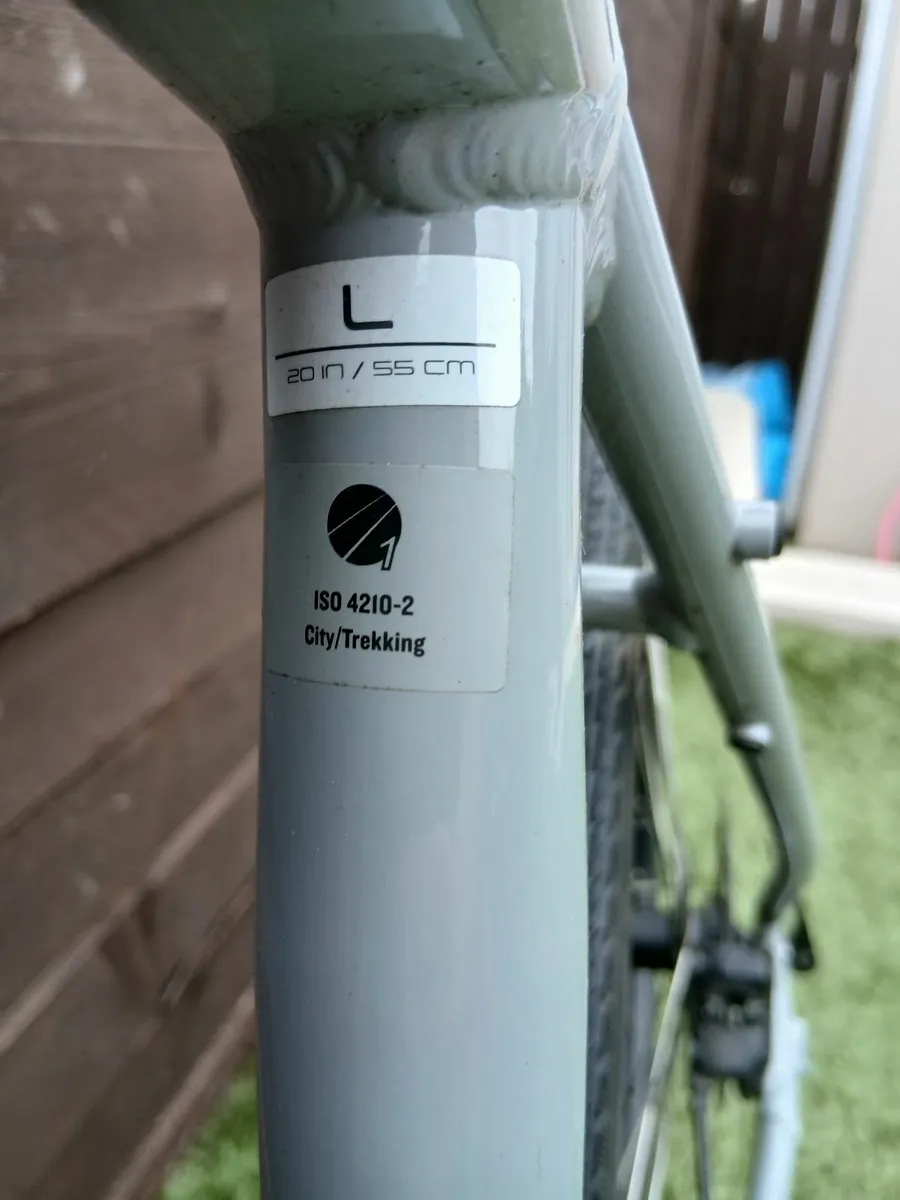 L
20 in / 55 cm
1
ISO 4210-2
City/Trekking